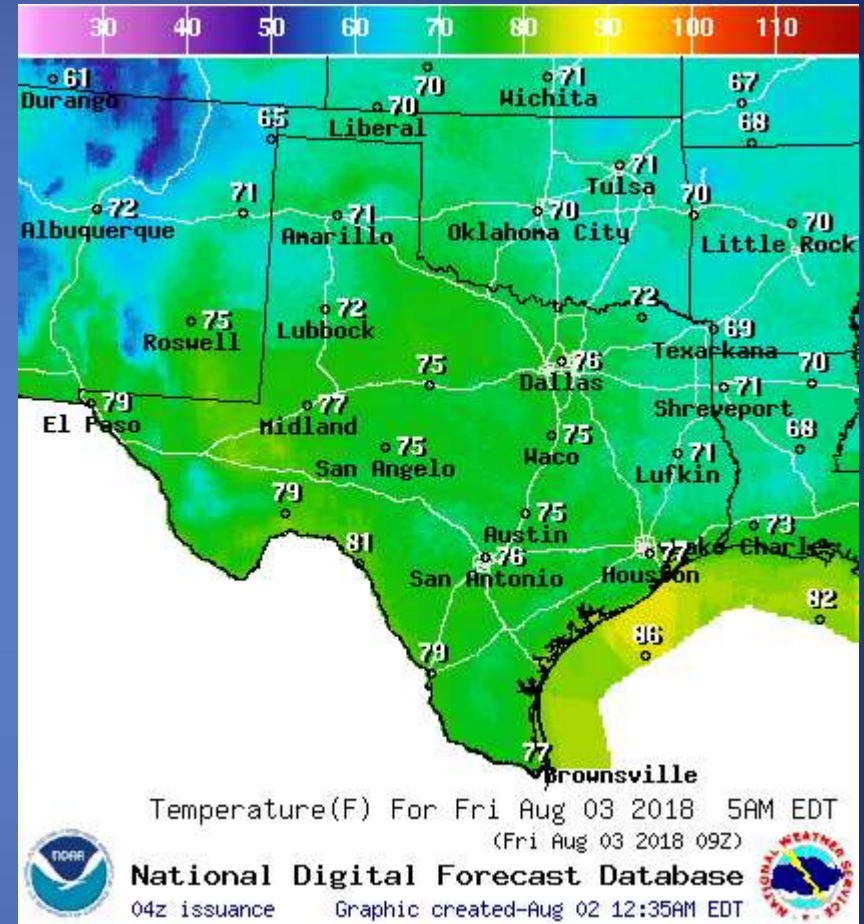 30 40 50 60 70 80 90 100 110
61
Durango
70
71
Wichita
67
70
Liberal
65
68
71
Tulsa
72
Albuquerque
71
71
Amarillo
70
Oklahoma City
70
70
Little Rock
75
Roswell
72
Lubbock
72
69
Texarkana
75
76
Dallas
71
Shreveport
70
79
El Paso
77
Midland
75
San Angelo
75
Waco
71
Lufkin
68
79
75
Austin
73
Lake Charles
81
76
San Antonio
77
Houston
82
86
79
77
Brownsville
Temperature(F) For Fri Aug 03 2018 5AM EDT
(Fri Aug 03 2018 09Z)
NOAA
National Digital Forecast Database
04z issuance Graphic created-Aug 02 12:35AM EDT
NATIONAL WEATHER SERVICE